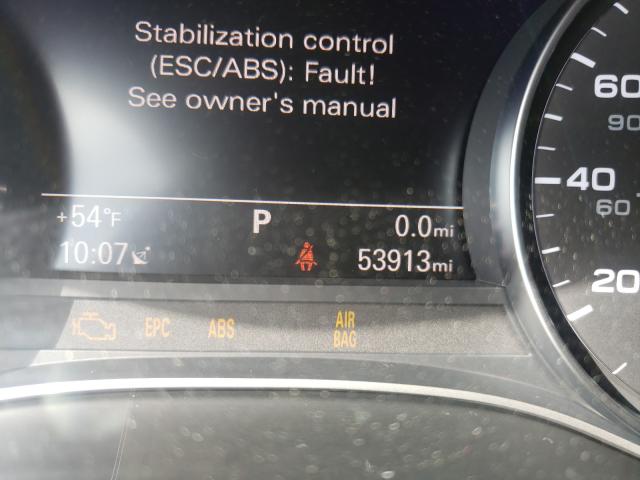 Stabilization control
(ESC/ABS): Fault!
See owner's manual
+54°F P 0.0mi
10:07 53913mi
EPC ABS AIR BAG
60
90
40
60
20